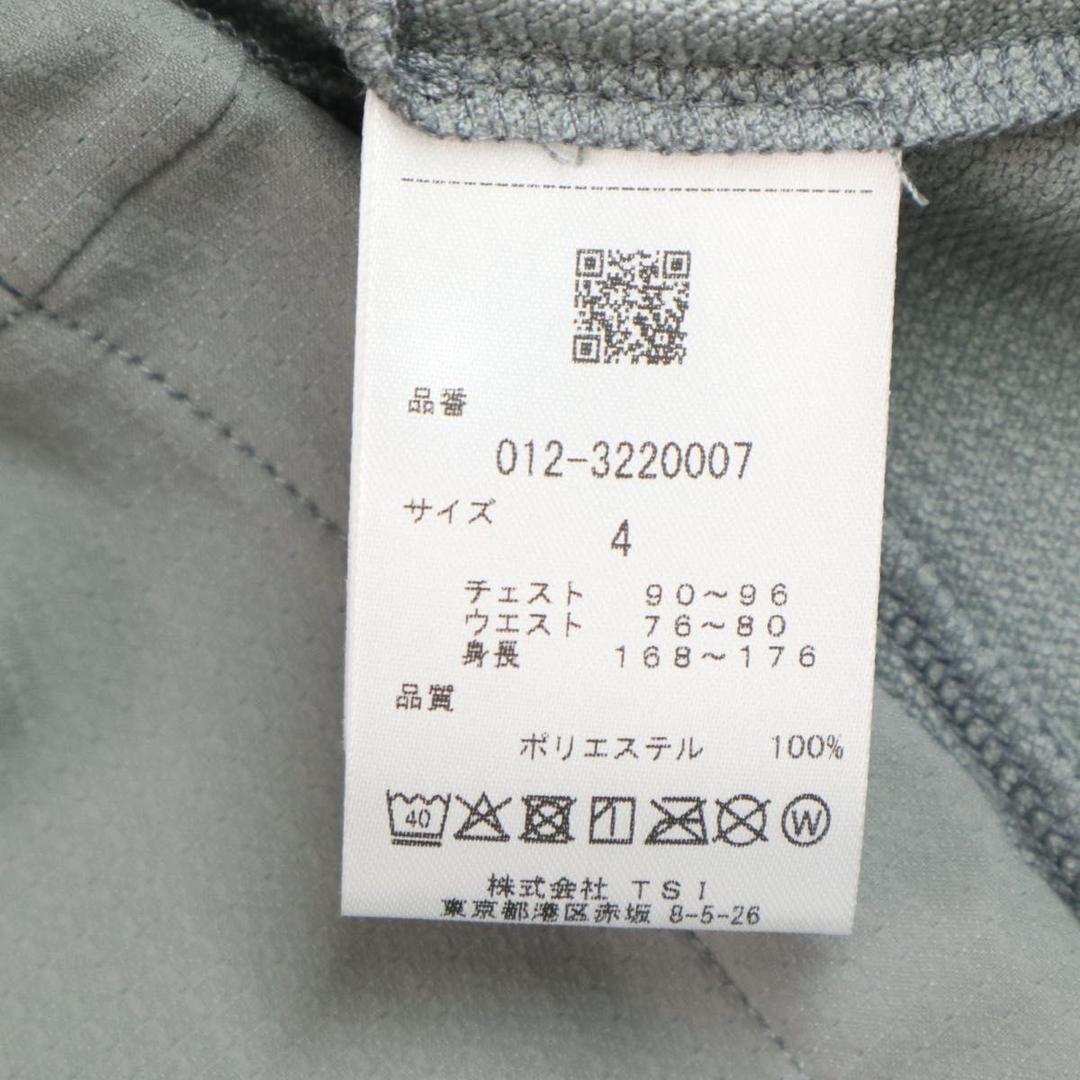 品番
012-3220007
サイズ
4
チェスト 90～96
ウエスト 76～80
身長 168～176
品質
ポリエステル 100%
40 W
株式会社 TSI
東京都港区赤坂 8-5-26